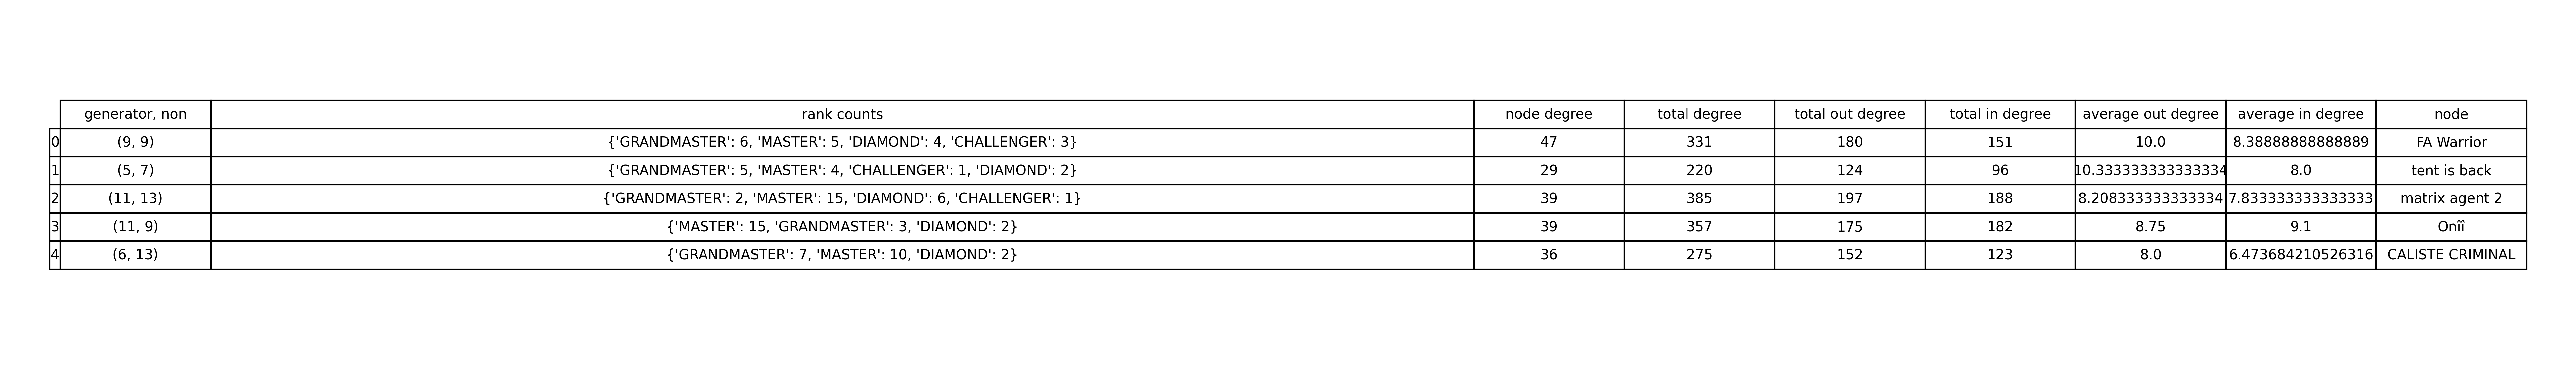 generator, non rank counts node degree total degree total out degree total in degree average out degree average in degree node
0 (9, 9) {'GRANDMASTER': 6, 'MASTER': 5, 'DIAMOND': 4, 'CHALLENGER': 3} 47 331 180 151 10.0 8.38888888888889 FA Warrior
1 (5, 7) {'GRANDMASTER': 5, 'MASTER': 4, 'CHALLENGER': 1, 'DIAMOND': 2} 29 220 124 96 10.333333333333334 8.0 tent is back
2 (11, 13) {'GRANDMASTER': 2, 'MASTER': 15, 'DIAMOND': 6, 'CHALLENGER': 1} 39 385 197 188 8.208333333333334 7.833333333333333 matrix agent 2
3 (11, 9) {'MASTER': 15, 'GRANDMASTER': 3, 'DIAMOND': 2} 39 357 175 182 8.75 9.1 Onîî
4 (6, 13) {'GRANDMASTER': 7, 'MASTER': 10, 'DIAMOND': 2} 36 275 152 123 8.0 6.473684210526316 CALISTE CRIMINAL